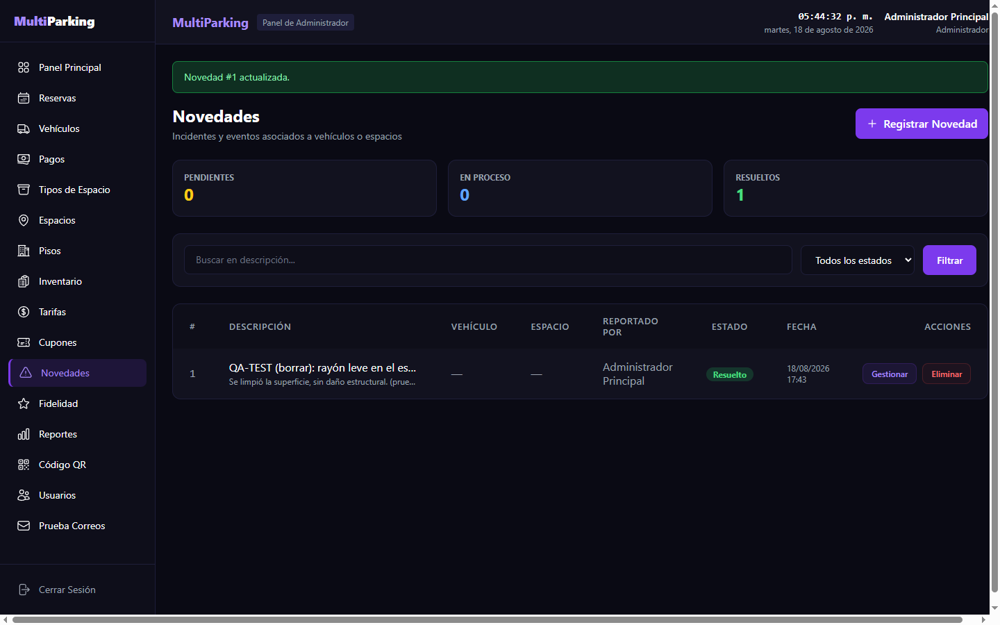 MultiParking
Panel Principal
Reservas
Vehículos
Pagos
Tipos de Espacio
Espacios
Pisos
Inventario
Tarifas
Cupones
Novedades
Fidelidad
Reportes
Código QR
Usuarios
Prueba Correos
Cerrar Sesión
MultiParking
Panel de Administrador
05:44:32 p. m.
martes, 18 de agosto de 2026
Administrador Principal
Administrador
Novedad #1 actualizada.
Novedades
Incidentes y eventos asociados a vehículos o espacios
+ Registrar Novedad
PENDIENTES
0
EN PROCESO
0
RESUELTOS
1
Buscar en descripción...
Todos los estados
Filtrar
# DESCRIPCIÓN VEHÍCULO ESPACIO REPORTADO POR ESTADO FECHA ACCIONES
1
QA-TEST (borrar): rayón leve en el es...
Se limpió la superficie, sin daño estructural. (prue...
—
—
Administrador
Principal
Resuelto
18/08/2026
17:43
Gestionar
Eliminar